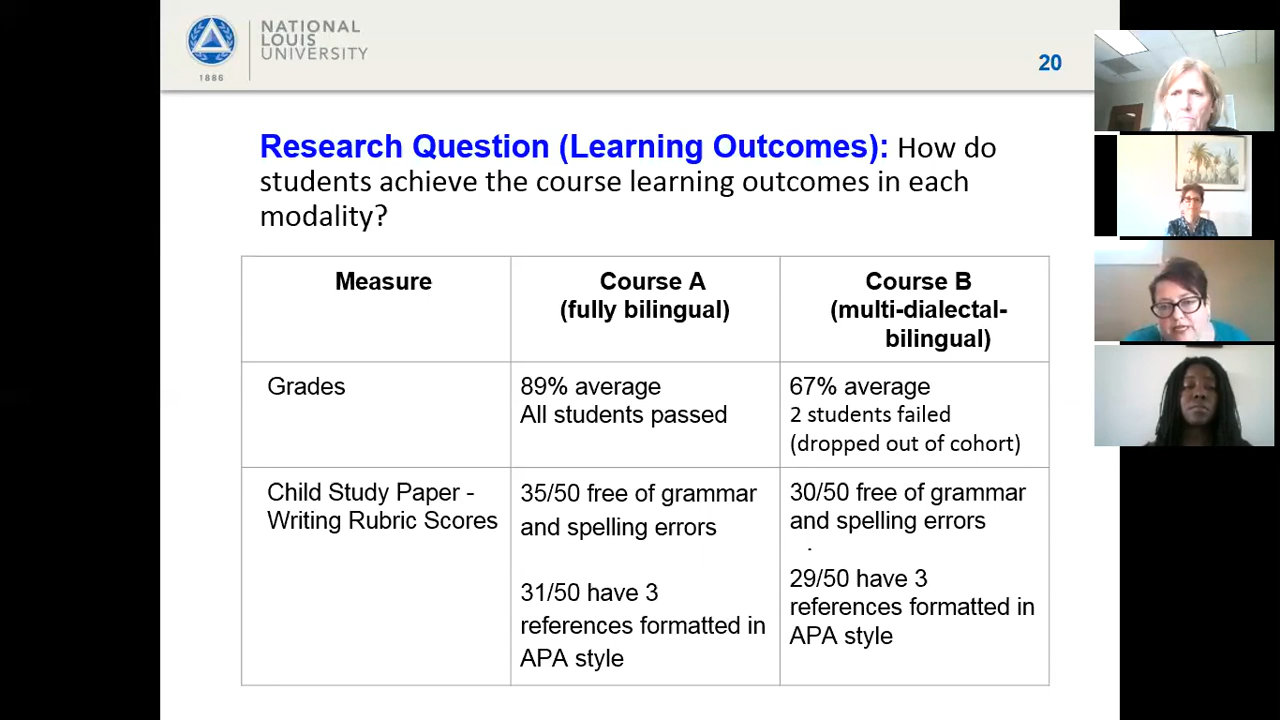 NATIONAL
LOUIS
UNIVERSITY
1886
20
Research Question (Learning Outcomes): How do
students achieve the course learning outcomes in each
modality?
Measure
Course A
(fully bilingual)
Course B
(multi-dialectal-
bilingual)
Grades
89% average
All students passed
67% average
2 students failed
(dropped out of cohort)
Child Study Paper -
Writing Rubric Scores
35/50 free of grammar
and spelling errors
31/50 have 3
references formatted in
APA style
30/50 free of grammar
and spelling errors
.
29/50 have 3
references formatted in
APA style